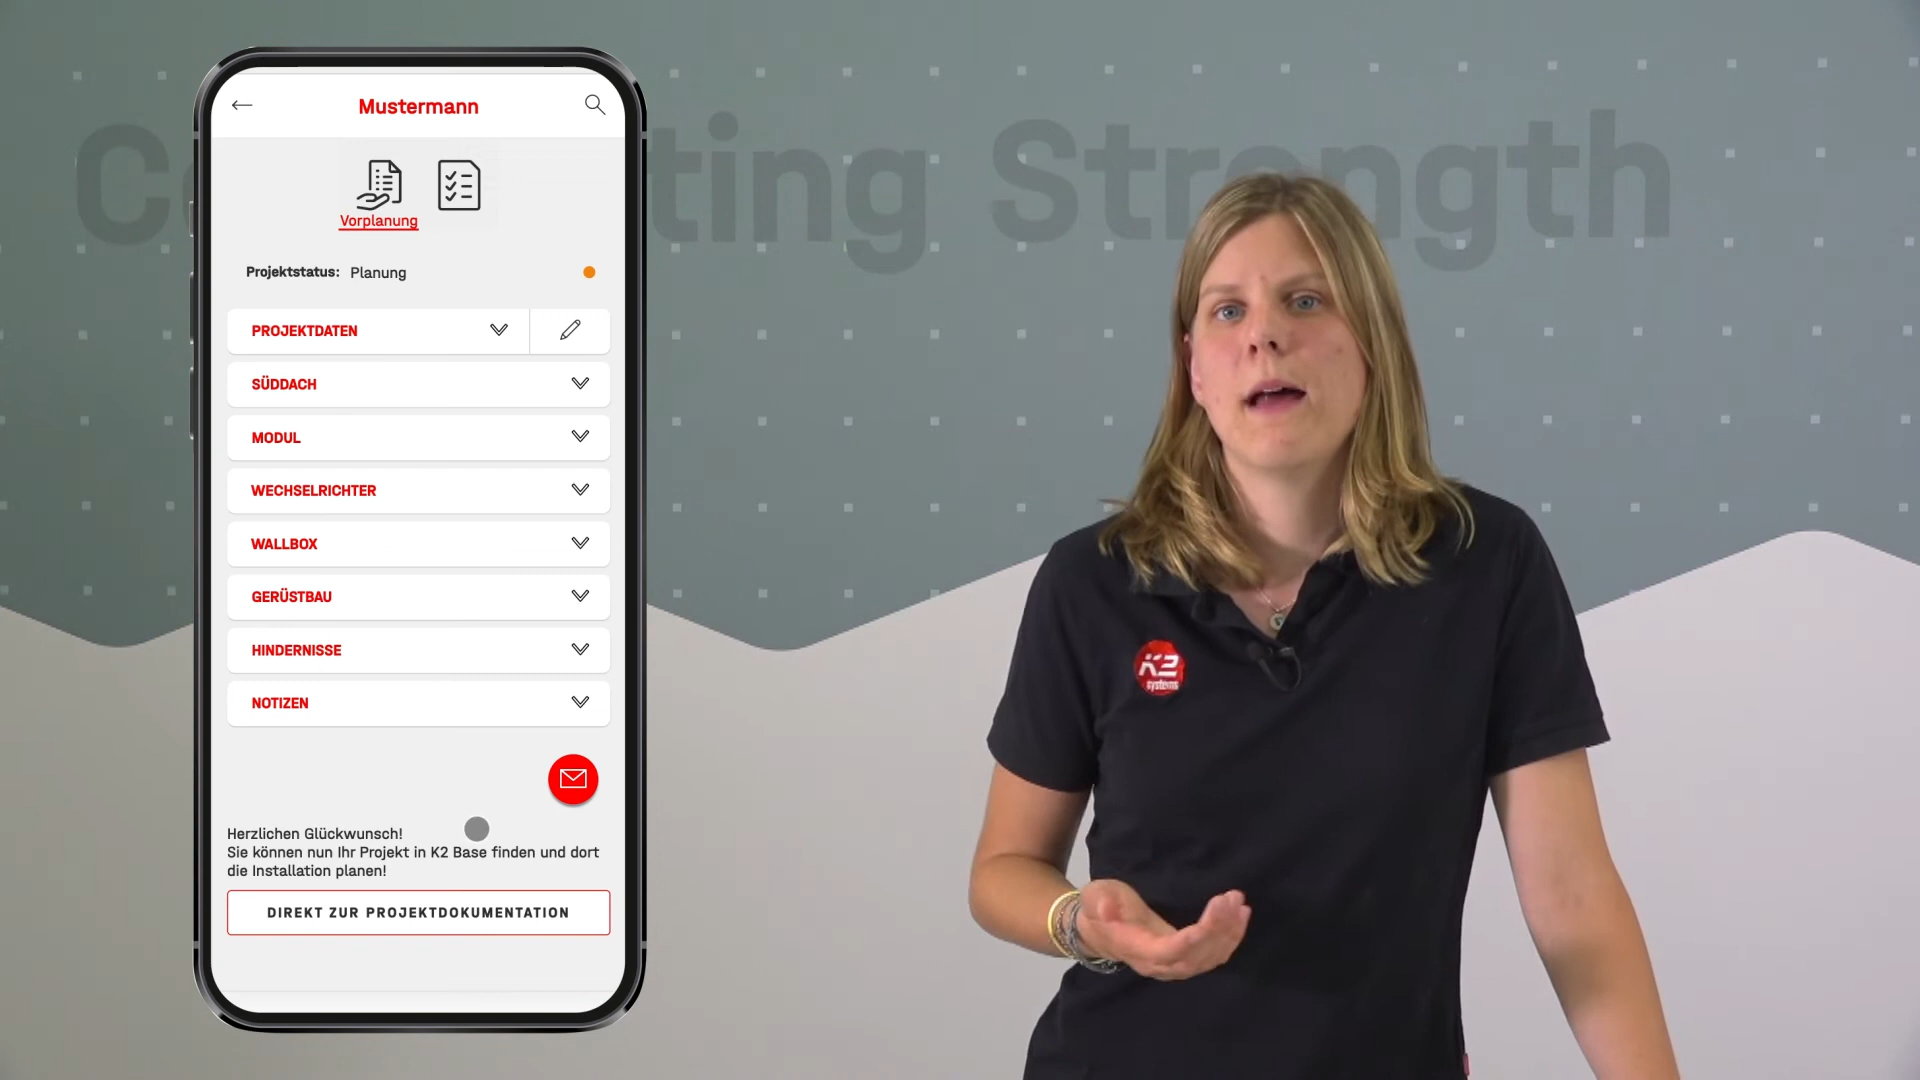 Mustermann
Vorplanung
Projektstatus: Planung
PROJEKTDATEN
SÜDDACH
MODUL
WECHSELRICHTER
WALLBOX
GERÜSTBAU
HINDERNISSE
NOTIZEN
Herzlichen Glückwunsch!
Sie können nun Ihr Projekt in K2 Base finden und dort
die Installation planen!
DIREKT ZUR PROJEKTDOKUMENTATION
Strength
K2
systems